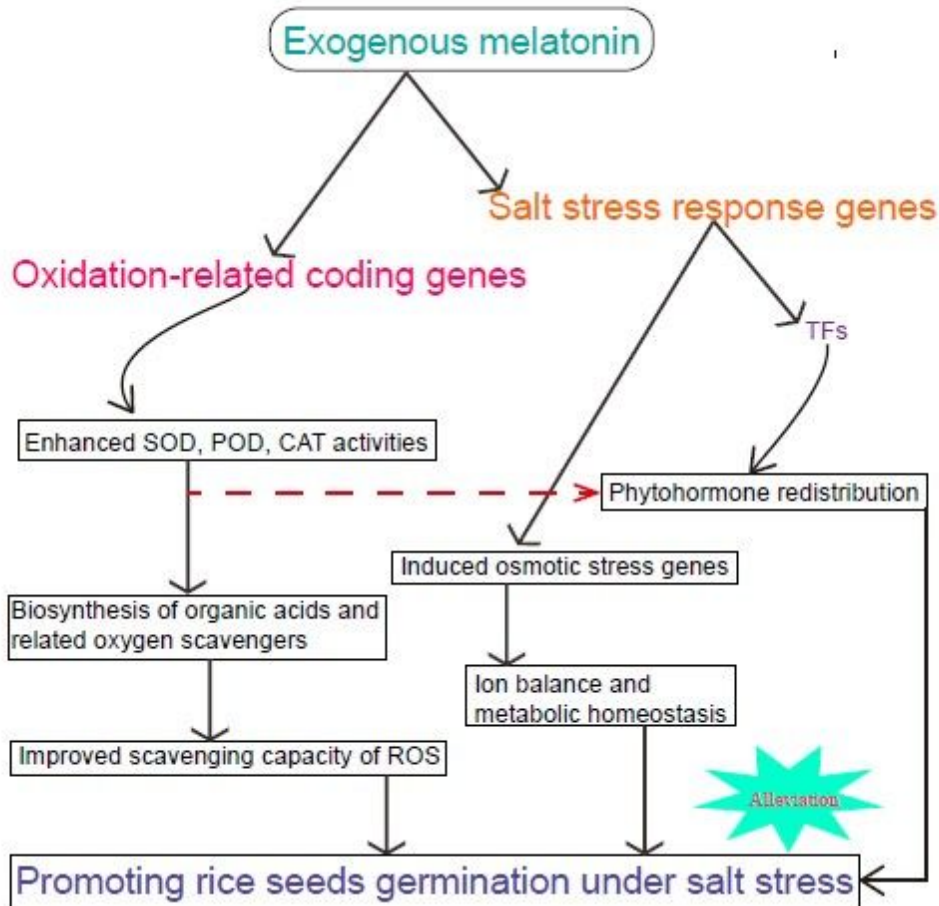 Exogenous melatonin
Salt stress response genes
Oxidation-related coding genes
TFs
Enhanced SOD, POD, CAT activities
Phytohormone redistribution
Induced osmotic stress genes
Biosynthesis of organic acids and
related oxygen scavengers
Ion balance and
metabolic homeostasis
Improved scavenging capacity of ROS
Alleviation
Promoting rice seeds germination under salt stress